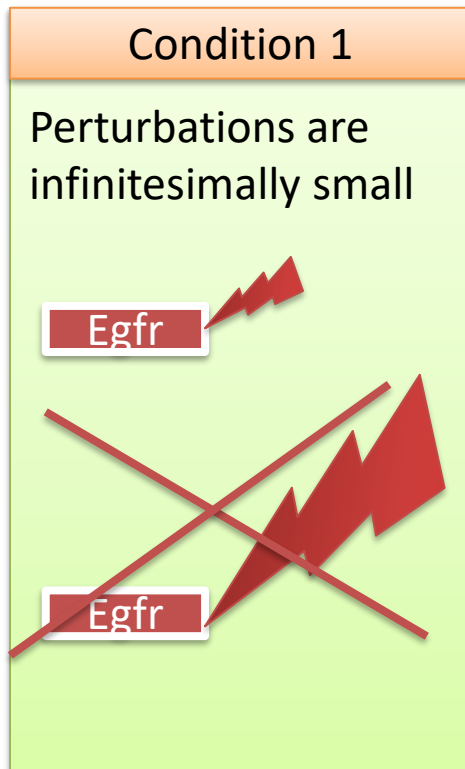 Condition 1
Perturbations are
infinitesimally small
Egfr
Egfr